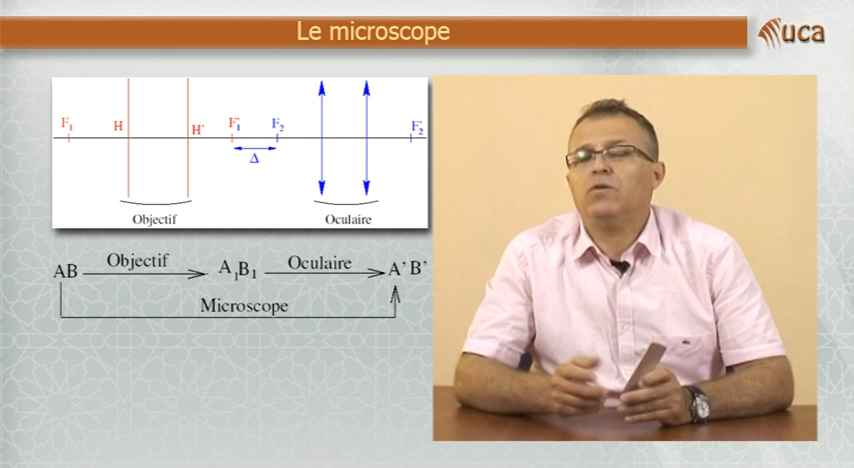 Le microscope
uca
F1 H H' F'1 F2 F'2
Δ
Objectif Oculaire
AB Objectif A1B1 Oculaire A'B'
Microscope